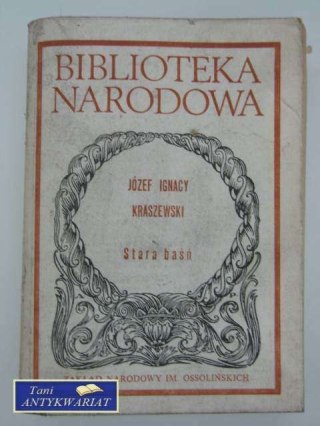 BIBLIOTEKA
NARODOWA
JÓZEF IGNACY
KRASZEWSKI
Stara baśń
ZAKŁAD NARODOWY IM. OSSOLIŃSKICH
Tani
ANTYKWARIAT